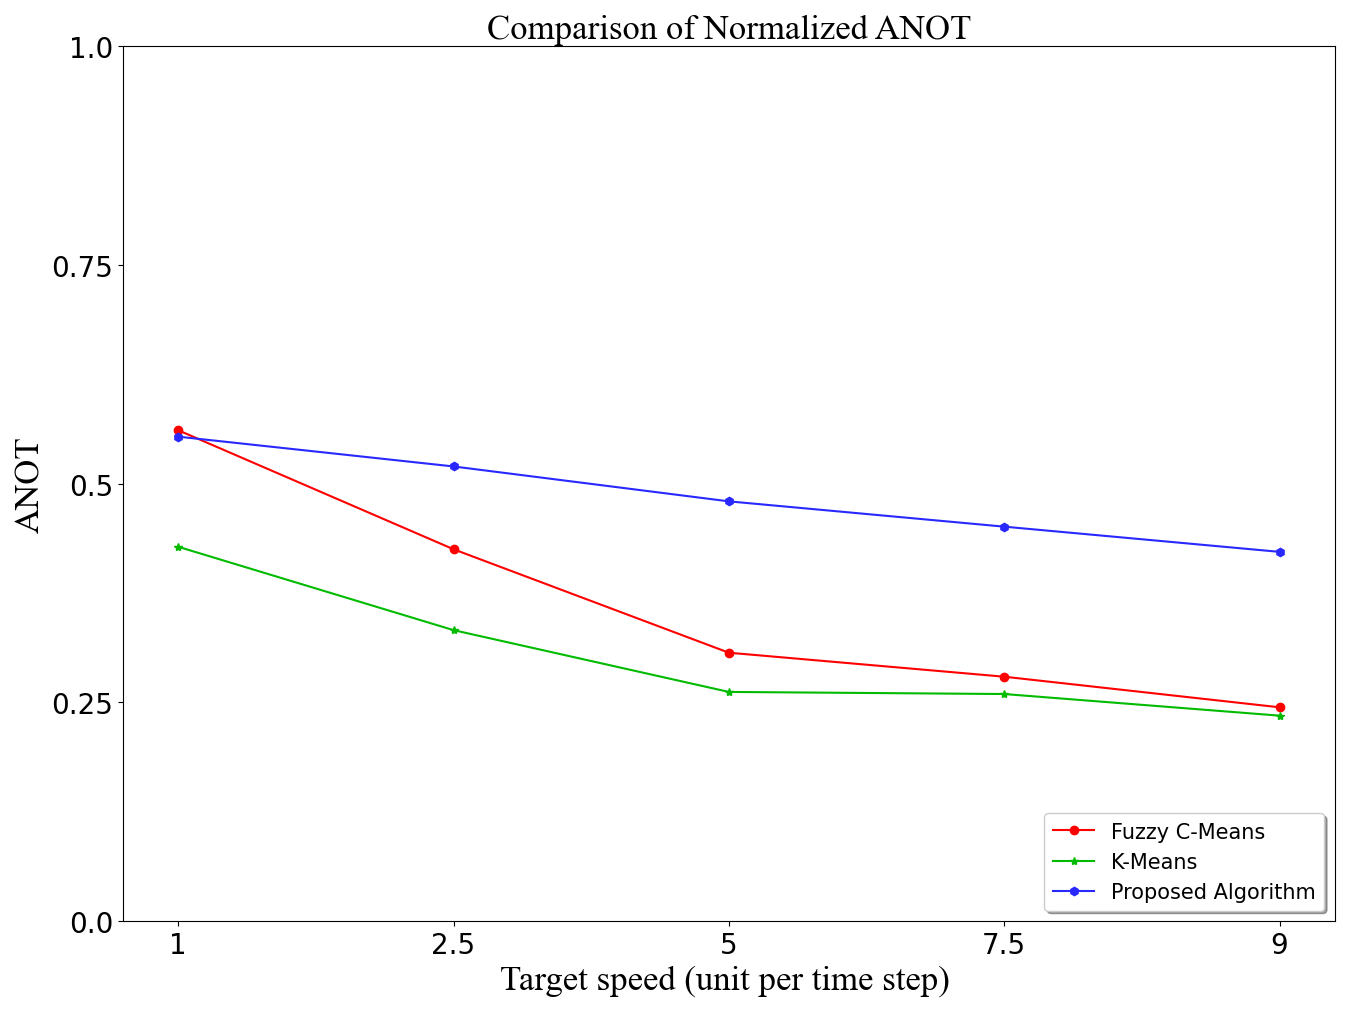 Comparison of Normalized ANOT
1.0
0.75
0.5
0.25
0.0
ANOT
1 2.5 5 7.5 9
Target speed (unit per time step)
Fuzzy C-Means
K-Means
Proposed Algorithm